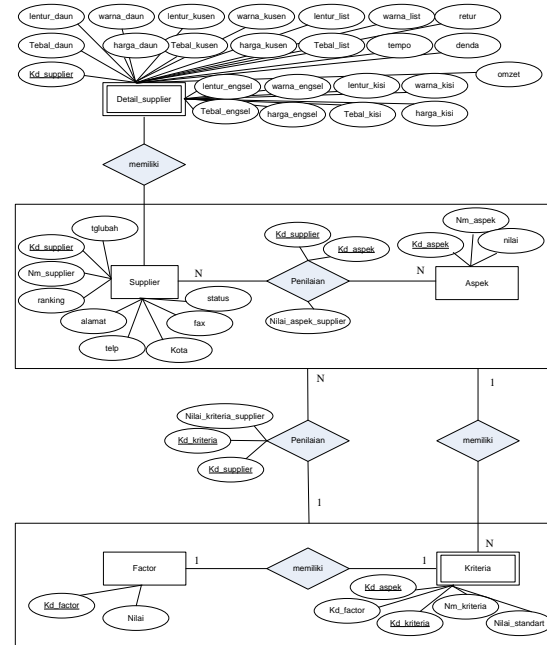 lentur_daun warna_daun lentur_kusen warna_kusen lentur_list warna_list retur
Tebal_daun harga_daun Tebal_kusen harga_kusen Tebal_list tempo denda
Kd_supplier omzet
Detail_supplier lentur_engsel warna_engsel lentur_kisi warna_kisi
Tebal_engsel harga_engsel Tebal_kisi harga_kisi
memiliki
tglubah
Kd_supplier
Nm_supplier
ranking
Supplier
alamat
telp
Kota
fax
status
N
Kd_supplier
Kd_aspek
Penilaian
Nilai_aspek_supplier
N
Nm_aspek
Kd_aspek
nilai
Aspek
N
1
Nilai_kriteria_supplier
Kd_kriteria
Kd_supplier
Penilaian
memiliki
1
N
Factor
1
memiliki
1
Kriteria
Kd_factor
Nilai
Kd_aspek
Kd_factor
Kd_kriteria
Nm_kriteria
Nilai_standart